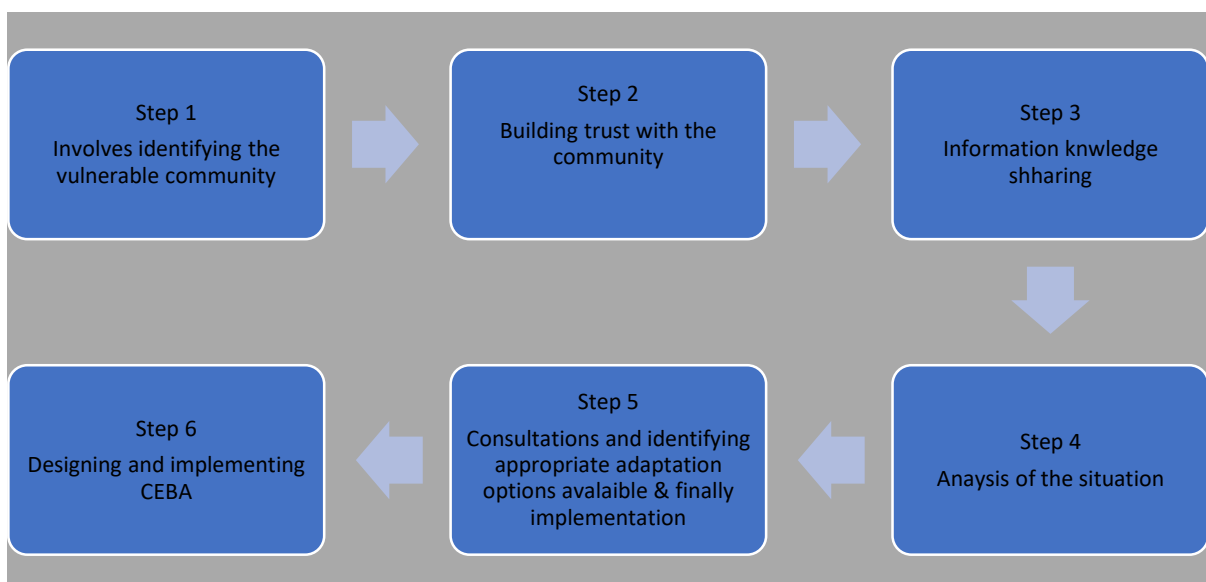 Step 1
Involves identifying the
vulnerable community
Step 2
Building trust with the
community
Step 3
Information knwledge
shharing
Step 4
Anaysis of the situation
Step 5
Consultations and identifying
appropriate adaptation
options avalaible & finally
implementation
Step 6
Designing and implementing
CEBA